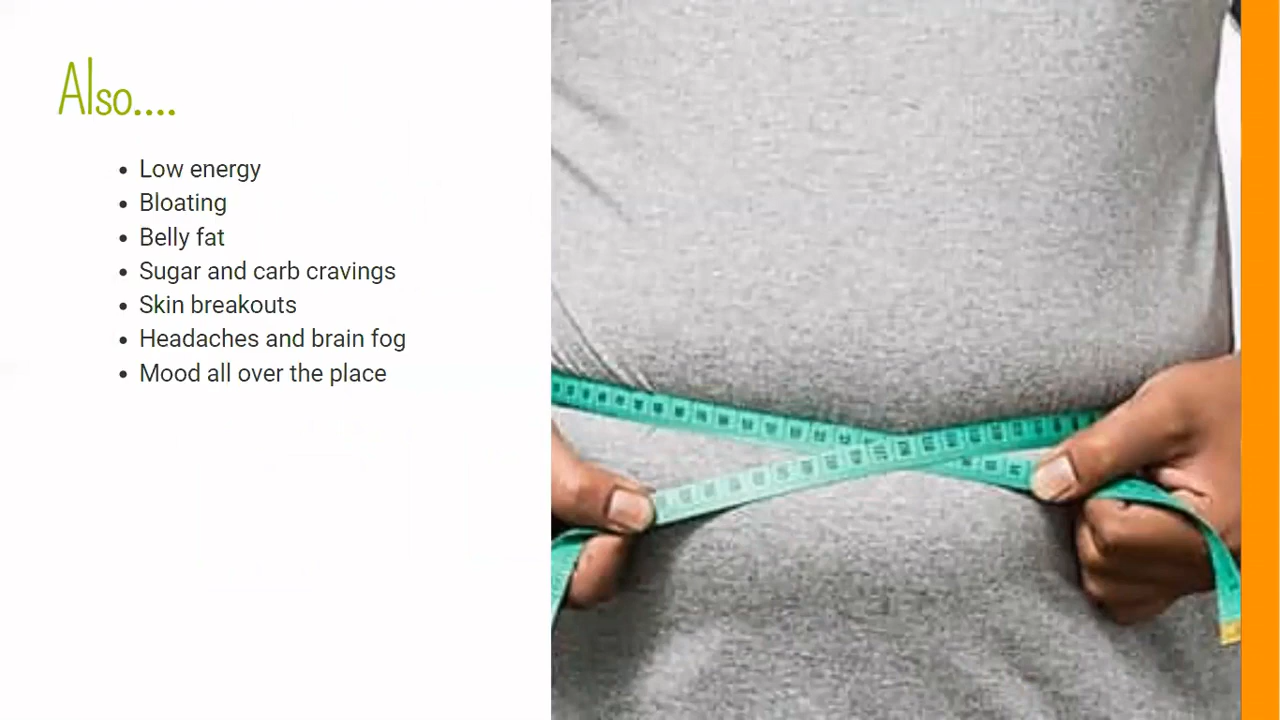 Also....
• Low energy
• Bloating
• Belly fat
• Sugar and carb cravings
• Skin breakouts
• Headaches and brain fog
• Mood all over the place